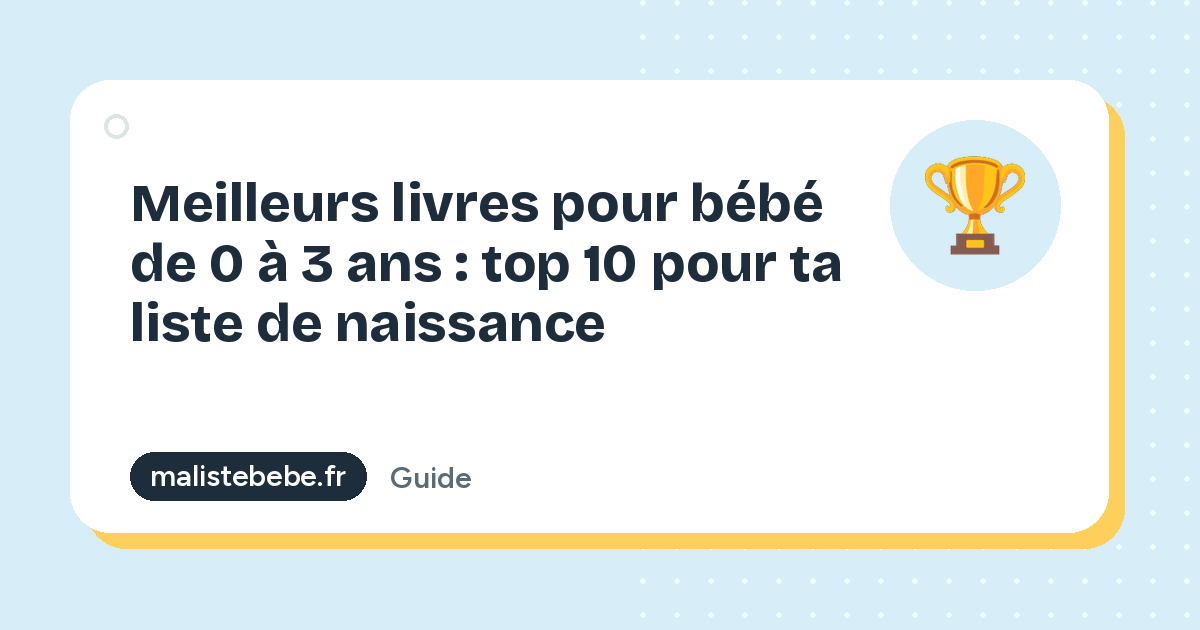 Meilleurs livres pour bébé
de 0 à 3 ans : top 10 pour ta
liste de naissance
malistebebe.fr
Guide